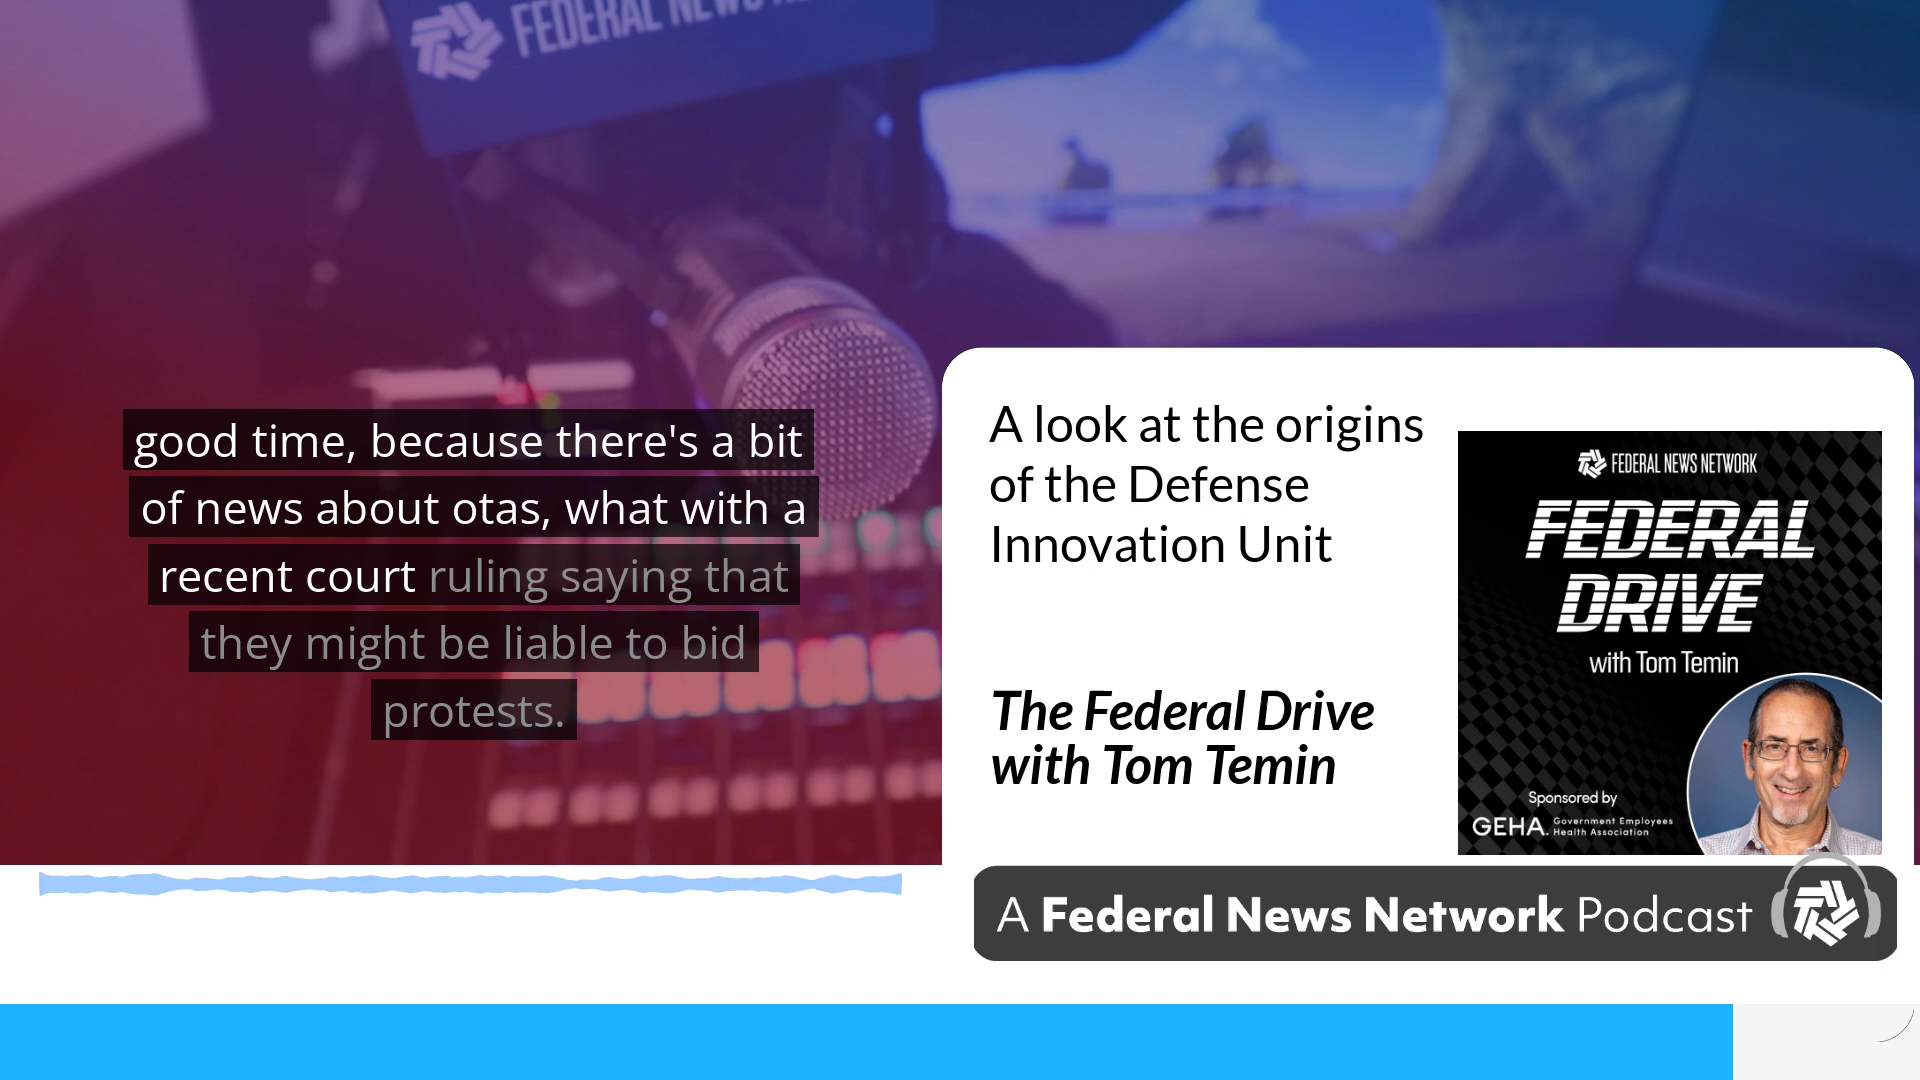 FEDERAL NEWS
good time, because there's a bit
of news about otas, what with a
recent court ruling saying that
they might be liable to bid
protests.
A look at the origins
of the Defense
Innovation Unit
The Federal Drive
with Tom Temin
FEDERAL NEWS NETWORK
FEDERAL
DRIVE
with Tom Temin
Sponsored by
GEHA. Government Employees
Health Association
A Federal News Network Podcast